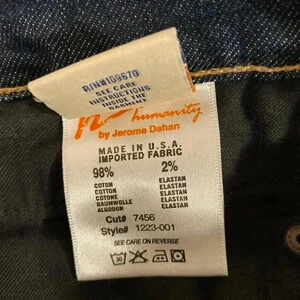 R/N#109670
SEE CARE
INSTRUCTIONS
INSIDE THE
GARMENT
humanity
by Jerome Dahan
MADE IN U.S.A.
IMPORTED FABRIC
98% 2%
COTON ELASTAN
COTTON ELASTAN
COTONE ELASTAN
BAUMWOLLE ELASTAN
ALGODON ELASTAN
Cut# 7456
Style# 1223-001
SEE CARE ON REVERSE
30